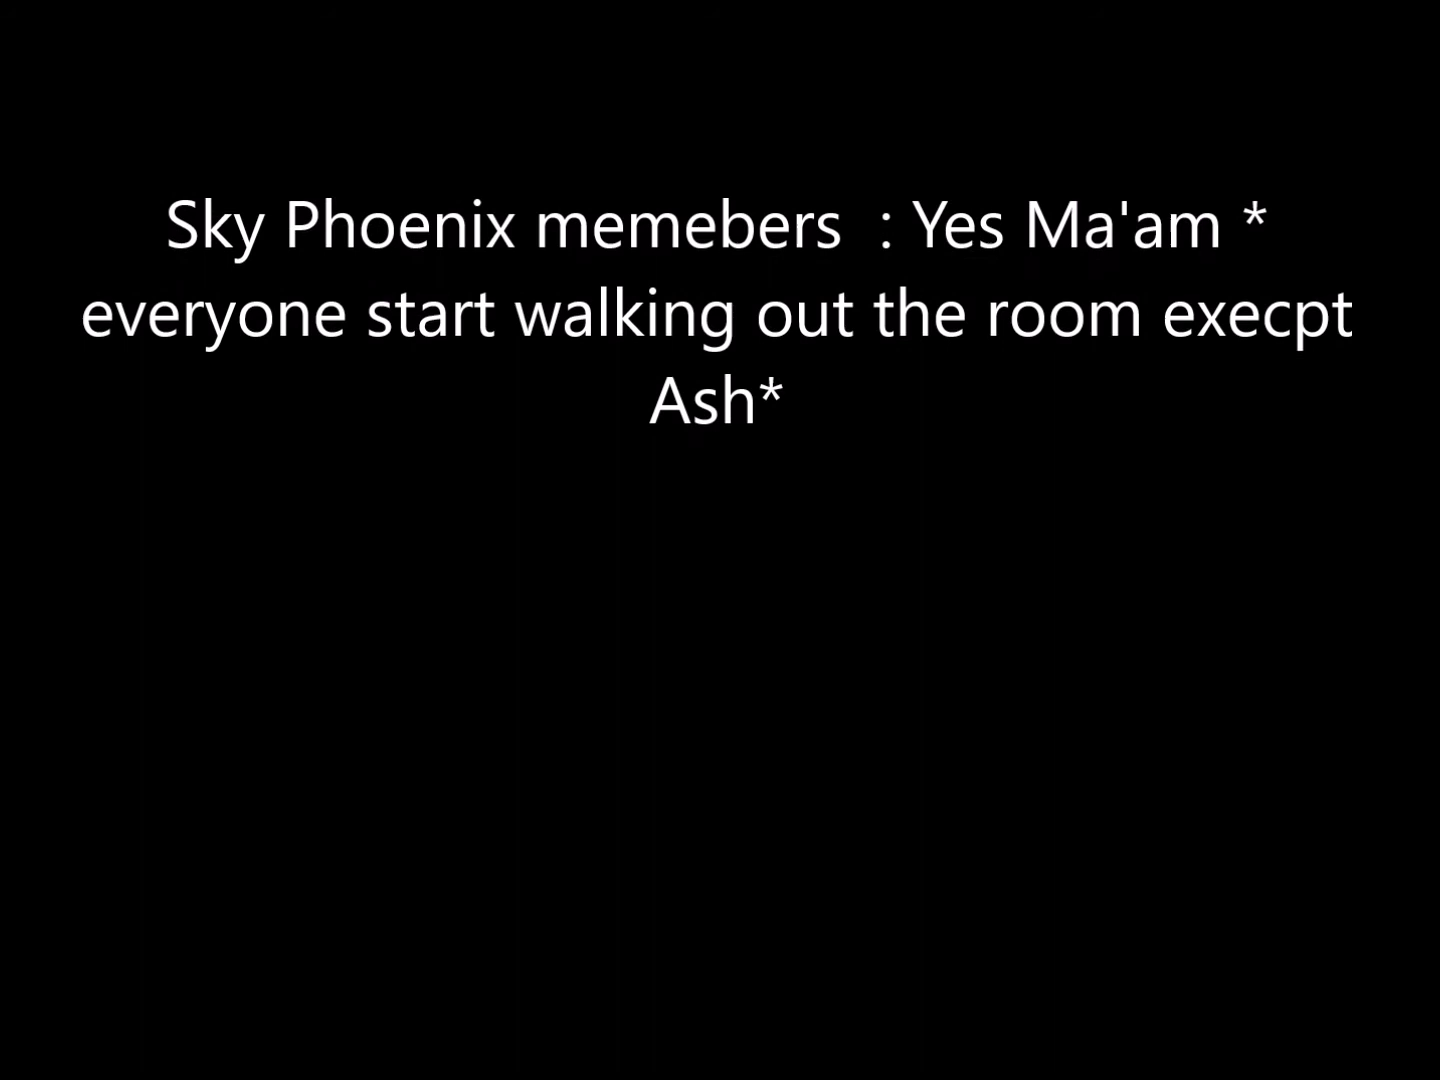 Sky Phoenix memebers  : Yes Ma'am *
everyone start walking out the room execpt
Ash*